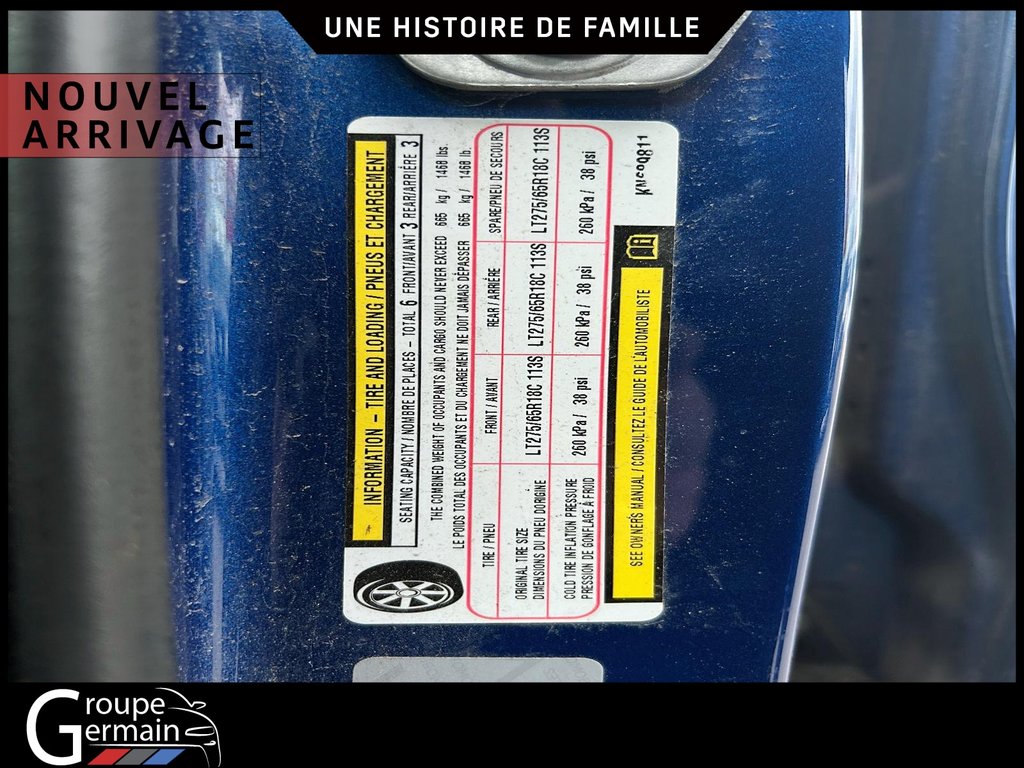 UNE HISTOIRE DE FAMILLE
NOUVEL
ARRIVAGE
INFORMATION – TIRE AND LOADING / PNEUS ET CHARGEMENT
SEATING CAPACITY / NOMBRE DE PLACES – TOTAL 6 FRONT/AVANT 3 REAR/ARRIÈRE 3
THE COMBINED WEIGHT OF OCCUPANTS AND CARGO SHOULD NEVER EXCEED 665 kg / 1468 lbs.
LE POIDS TOTAL DES OCCUPANTS ET DU CHARGEMENT NE DOIT JAMAIS DÉPASSER 665 kg / 1468 lb.
TIRE / PNEU FRONT / AVANT REAR / ARRIÈRE SPARE/PNEU DE SECOURS
ORIGINAL TIRE SIZE
DIMENSIONS DU PNEU D'ORIGINE
LT275/65R18C 113S LT275/65R18C 113S LT275/65R18C 113S
COLD TIRE INFLATION PRESSURE
PRESSION DE GONFLAGE À FROID
260 kPa / 38 psi 260 kPa / 38 psi 260 kPa / 38 psi
SEE OWNER'S MANUAL / CONSULTEZ LE GUIDE DE L'AUTOMOBILISTE
Groupe
Germain